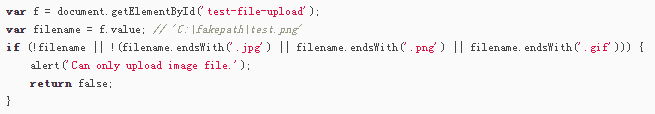 var f = document.getElementById('test-file-upload');
var filename = f.value; // 'C:\fakepath\test.png'
if (!filename || !(filename.endsWith('.jpg') || filename.endsWith('.png') || filename.endsWith('.gif'))) {
    alert('Can only upload image file.');
    return false;
}